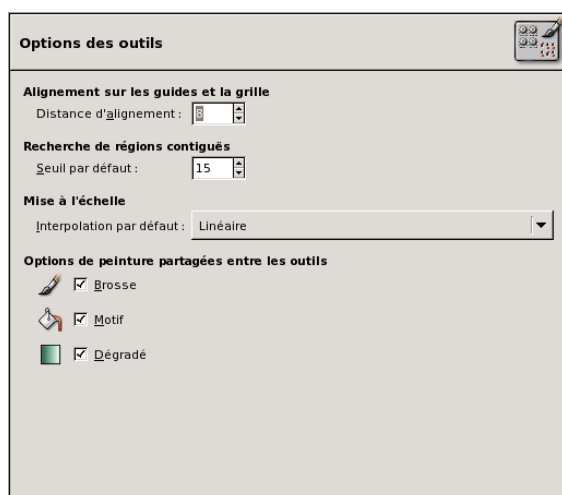 Options des outils
Alignement sur les guides et la grille
Distance d'alignement : 8
Recherche de régions contiguës
Seuil par défaut : 15
Mise à l'échelle
Interpolation par défaut : Linéaire
Options de peinture partagées entre les outils
Brosse
Motif
Dégradé